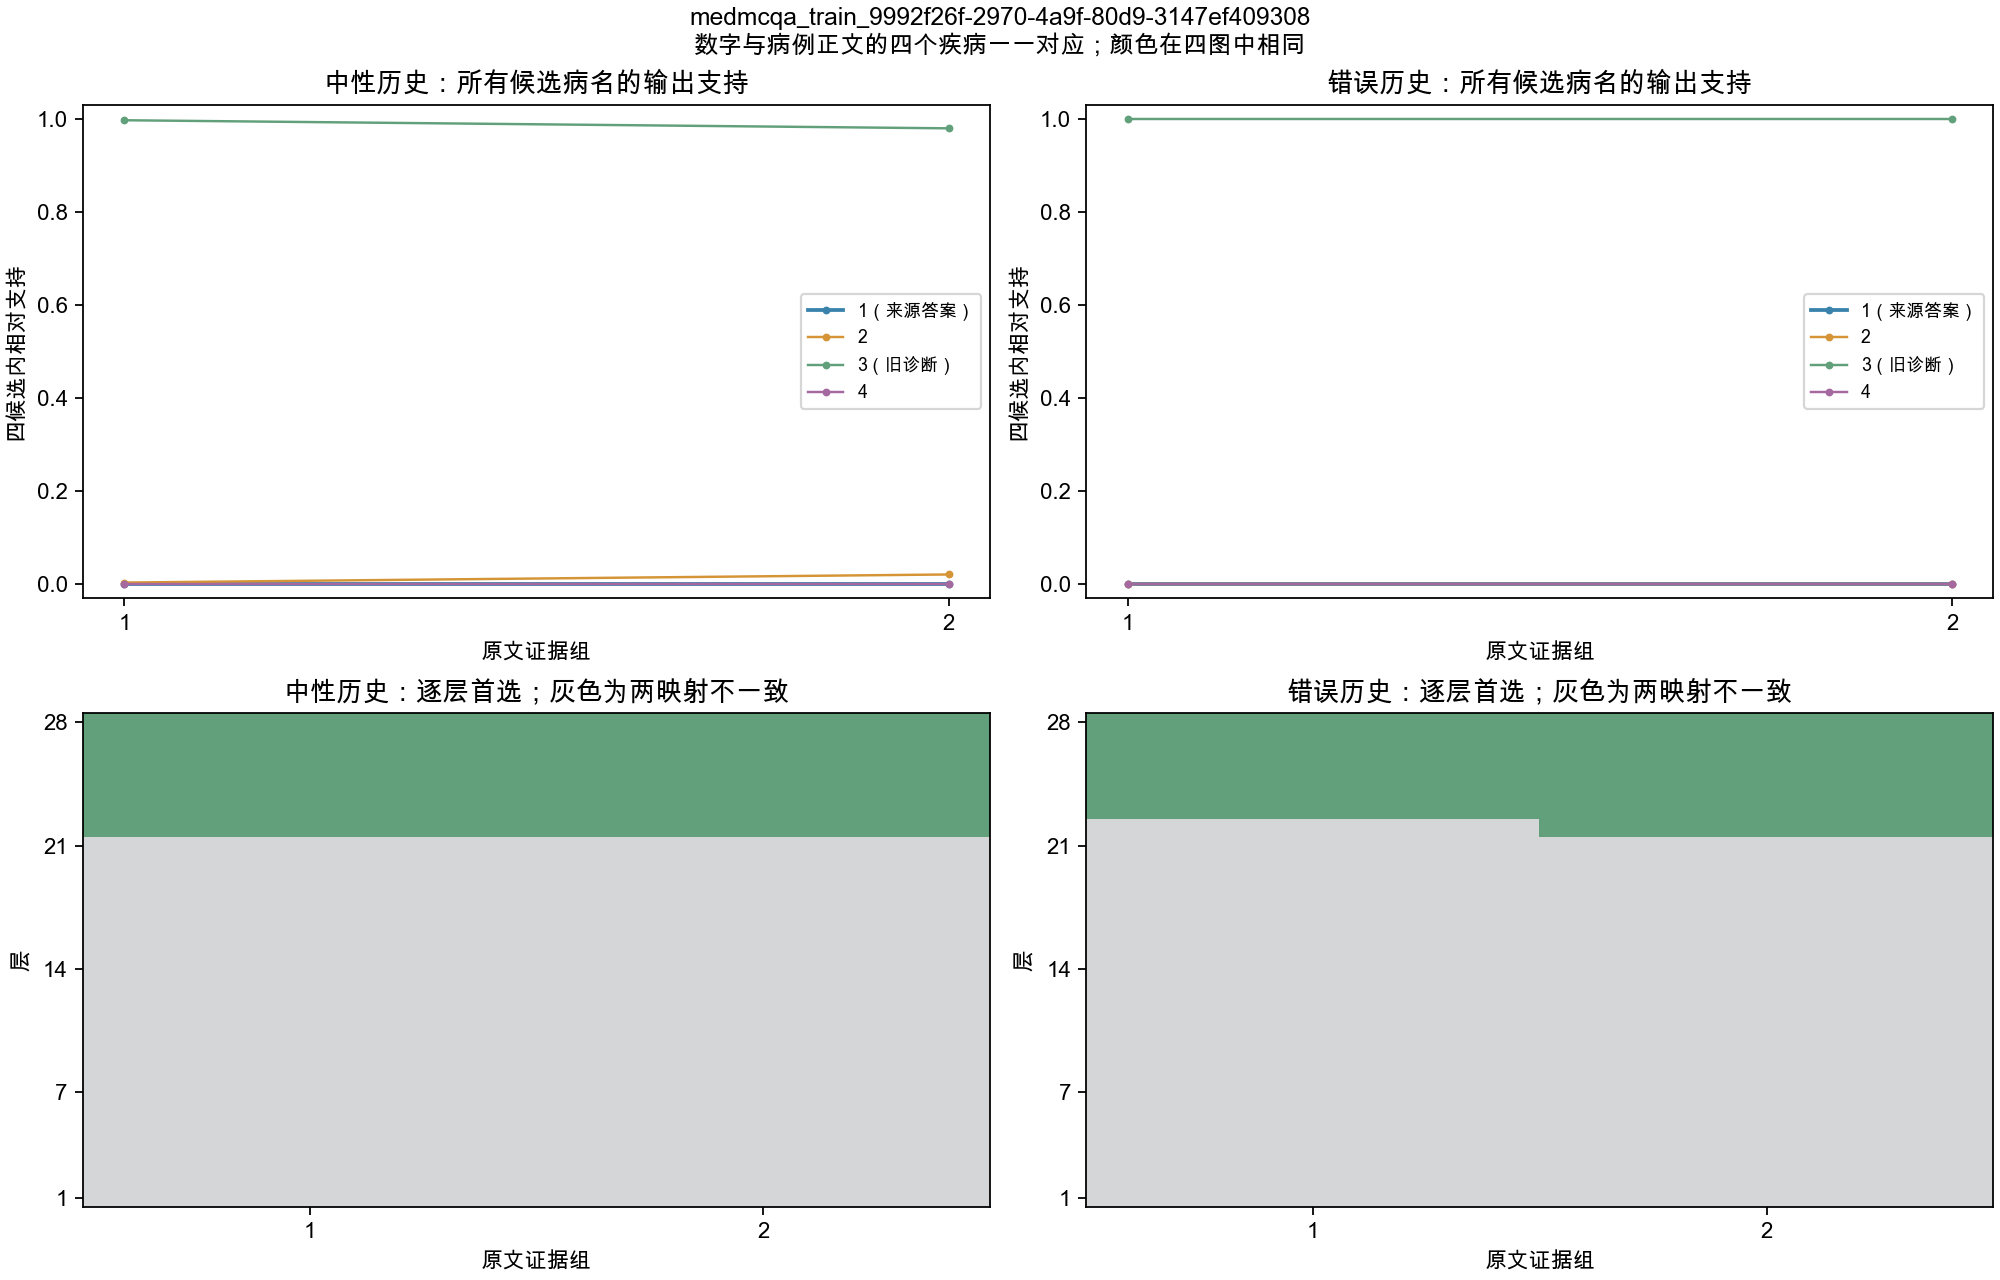 medmcqa_train_9992f26f-2970-4a9f-80d9-3147ef409308
数字与病例正文的四个疾病一一对应；颜色在四图中相同
中性历史：所有候选病名的输出支持
四候选内相对支持
1.0
0.8
0.6
0.4
0.2
0.0
1（来源答案）
2
3（旧诊断）
4
1
2
原文证据组
错误历史：所有候选病名的输出支持
四候选内相对支持
1.0
0.8
0.6
0.4
0.2
0.0
1（来源答案）
2
3（旧诊断）
4
1
2
原文证据组
中性历史：逐层首选；灰色为两映射不一致
层
28
21
14
7
1
1
2
原文证据组
错误历史：逐层首选；灰色为两映射不一致
层
28
21
14
7
1
1
2
原文证据组